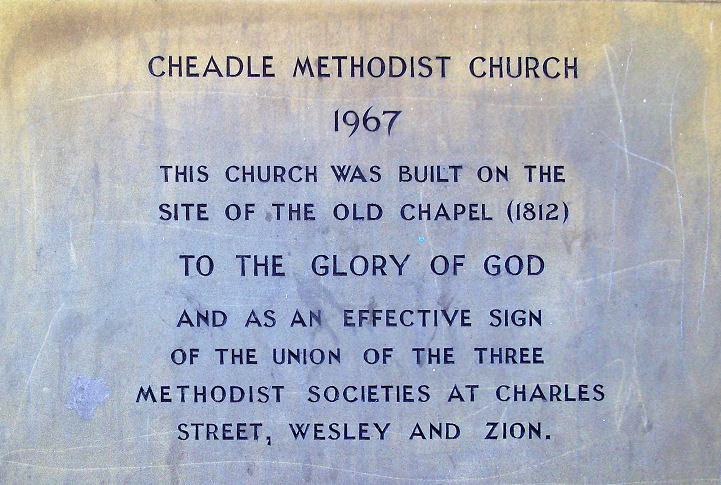 CHEADLE METHODIST CHURCH
1967
THIS CHURCH WAS BUILT ON THE
SITE OF THE OLD CHAPEL (1812)
TO THE GLORY OF GOD
AND AS AN EFFECTIVE SIGN
OF THE UNION OF THE THREE
METHODIST SOCIETIES AT CHARLES
STREET, WESLEY AND ZION.